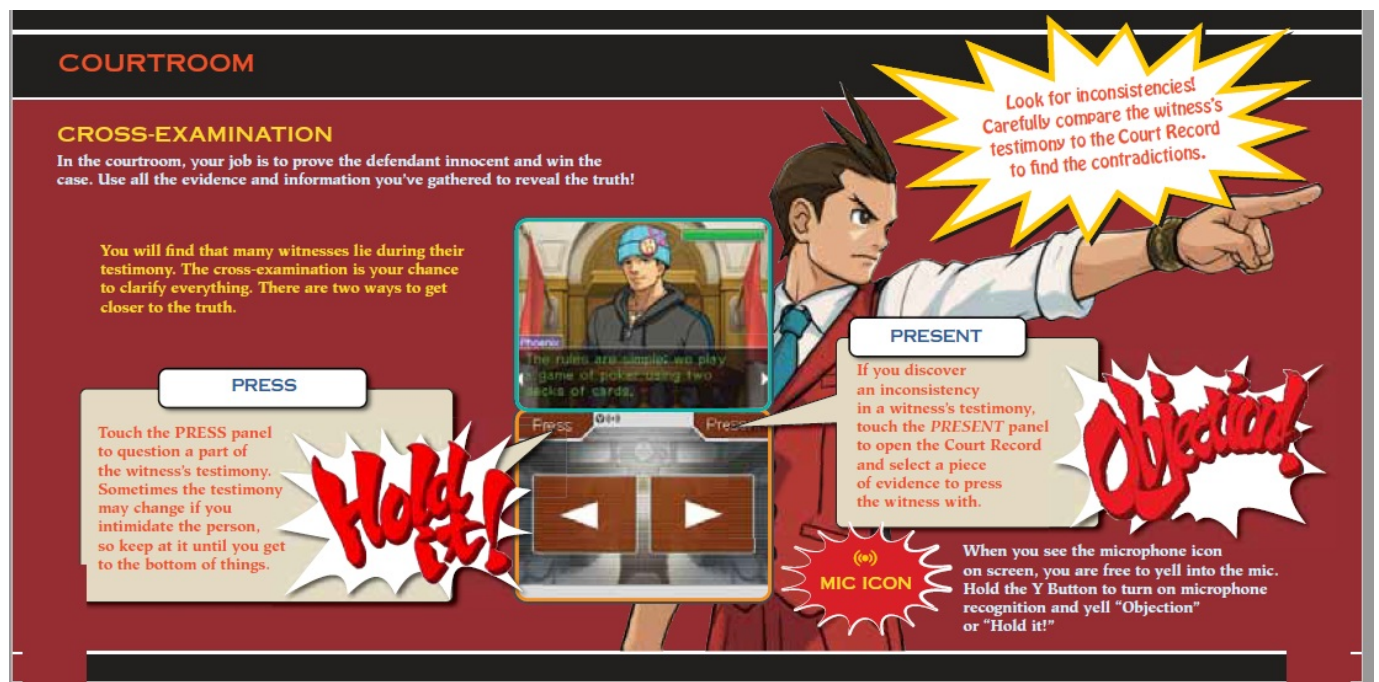 COURTROOM
Look for inconsistencies!
Carefully compare the witness's
testimony to the Court Record
to find the contradictions.
CROSS-EXAMINATION
In the courtroom, your job is to prove the defendant innocent and win the
case. Use all the evidence and information you've gathered to reveal the truth!
You will find that many witnesses lie during their
testimony. The cross-examination is your chance
to clarify everything. There are two ways to get
closer to the truth.
Phoenix
The rules are simple: we play
a game of poker using two
decks of cards.
Press
Y
Present
PRESS
Touch the PRESS panel
to question a part of
the witness's testimony.
Sometimes the testimony
may change if you
intimidate the person,
so keep at it until you get
to the bottom of things.
Hold
it!
PRESENT
If you discover
an inconsistency
in a witness's testimony,
touch the PRESENT panel
to open the Court Record
and select a piece
of evidence to press
the witness with.
Objection!
MIC ICON
When you see the microphone icon
on screen, you are free to yell into the mic.
Hold the Y Button to turn on microphone
recognition and yell “Objection”
or “Hold it!”